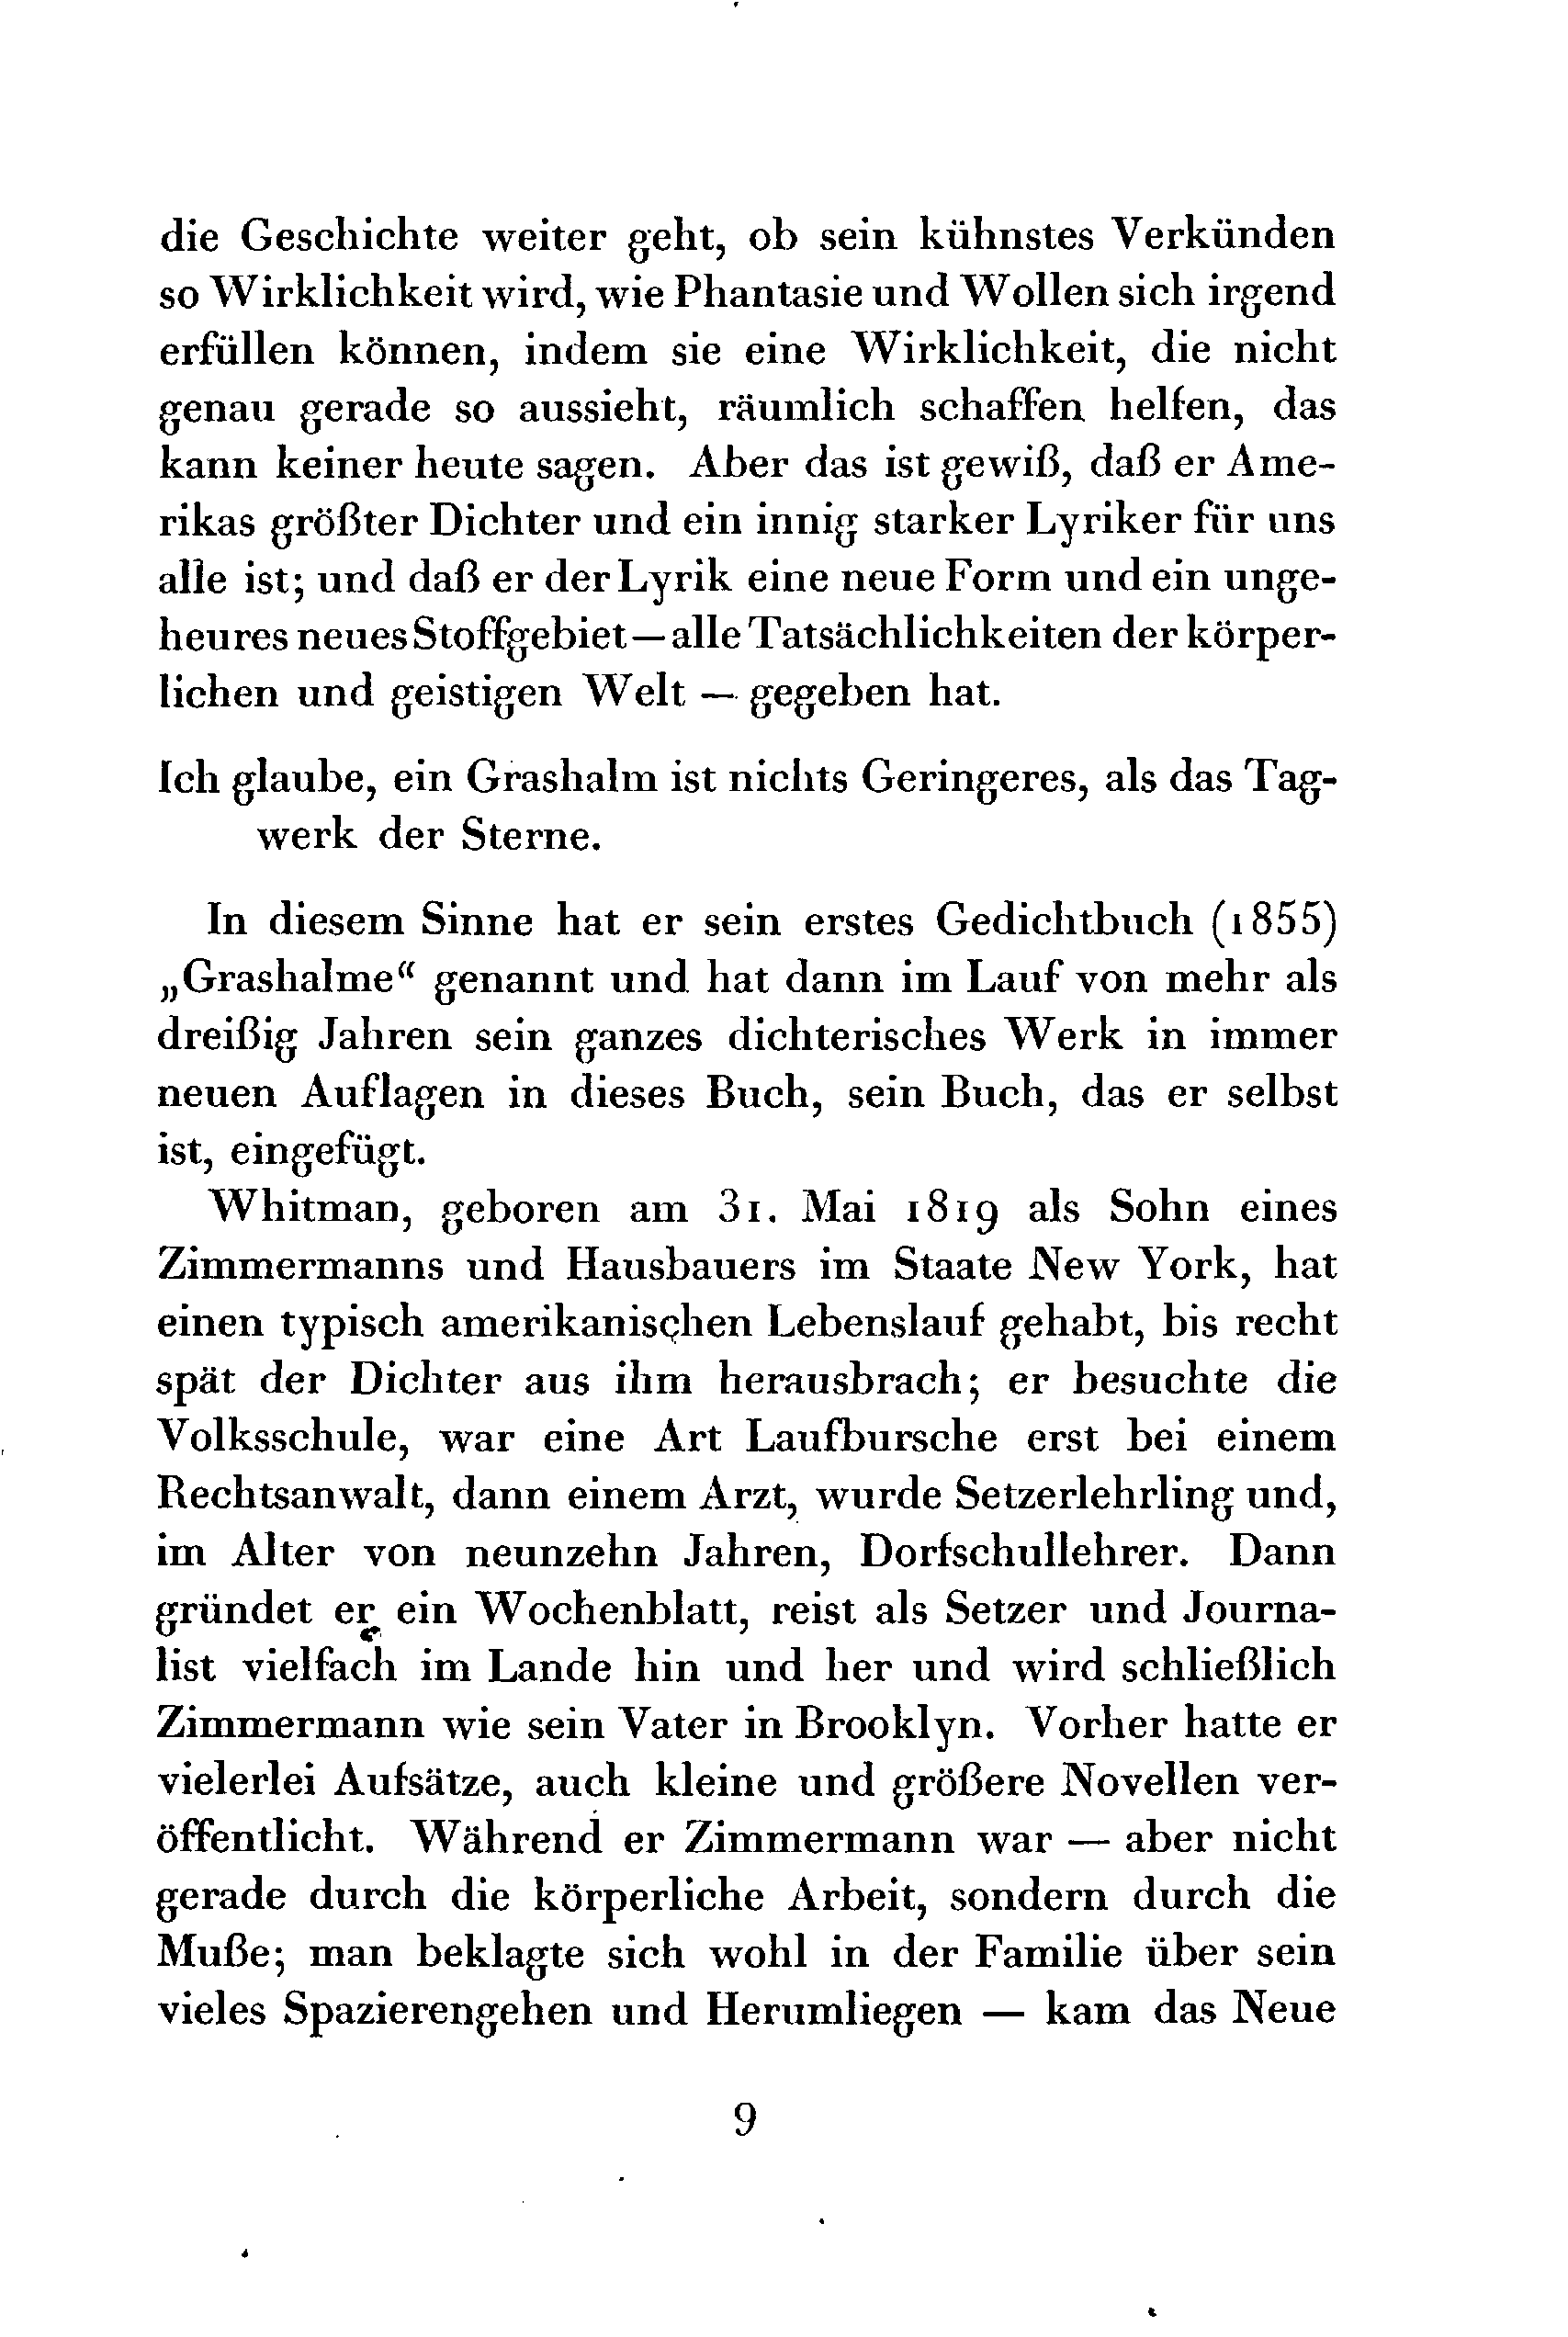 die Geschichte weiter geht, ob sein kühnstes Verkünden
so Wirklichkeit wird, wie Phantasie und Wollen sich irgend
erfüllen können, indem sie eine Wirklichkeit, die nicht
genau gerade so aussieht, räumlich schaffen helfen, das
kann keiner heute sagen. Aber das ist gewiß, daß er Ame-
rikas größter Dichter und ein innig starker Lyriker für uns
alle ist; und daß er der Lyrik eine neue Form und ein unge-
heures neues Stoffgebiet — alle Tatsächlichkeiten der körper-
lichen und geistigen Welt — gegeben hat.
Ich glaube, ein Grashalm ist nichts Geringeres, als das Tag-
werk der Sterne.
In diesem Sinne hat er sein erstes Gedichtbuch (1855)
„Grashalme“ genannt und hat dann im Lauf von mehr als
dreißig Jahren sein ganzes dichterisches Werk in immer
neuen Auflagen in dieses Buch, sein Buch, das er selbst
ist, eingefügt.
Whitman, geboren am 31. Mai 1819 als Sohn eines
Zimmermanns und Hausbauers im Staate New York, hat
einen typisch amerikanischen Lebenslauf gehabt, bis recht
spät der Dichter aus ihm herausbrach; er besuchte die
Volksschule, war eine Art Laufbursche erst bei einem
Rechtsanwalt, dann einem Arzt, wurde Setzerlehrling und,
im Alter von neunzehn Jahren, Dorfschullehrer. Dann
gründet er ein Wochenblatt, reist als Setzer und Journa-
list vielfach im Lande hin und her und wird schließlich
Zimmermann wie sein Vater in Brooklyn. Vorher hatte er
vielerlei Aufsätze, auch kleine und größere Novellen ver-
öffentlicht. Während er Zimmermann war — aber nicht
gerade durch die körperliche Arbeit, sondern durch die
Muße; man beklagte sich wohl in der Familie über sein
vieles Spazierengehen und Herumliegen — kam das Neue
9